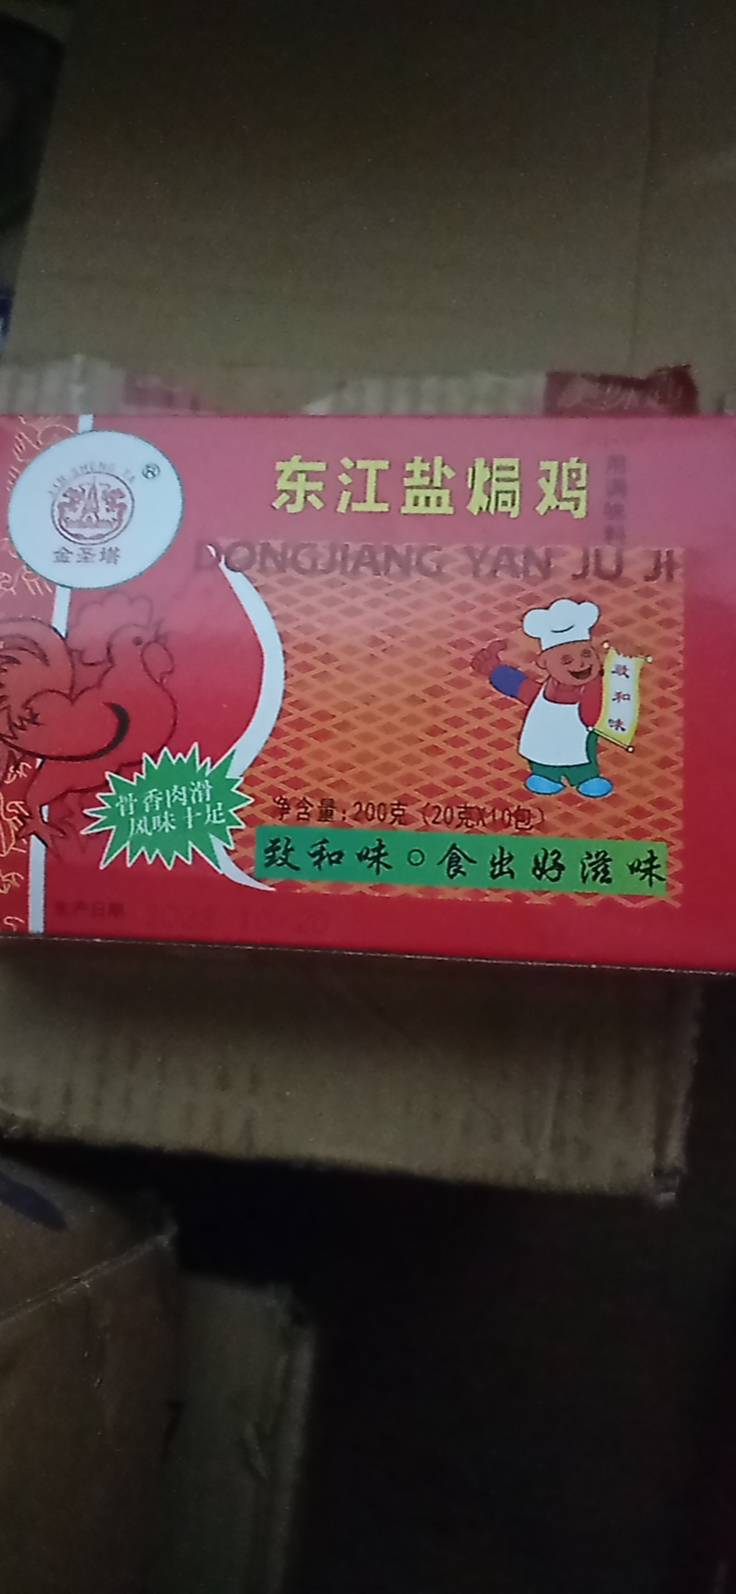 JIN SHENG TA
®
金圣塔
东江盐焗鸡
DONGJIANG YAN JU JI
致和味
骨香肉滑
风味十足
净含量:200克(20克X10包)
致和味○食出好滋味
生产日期